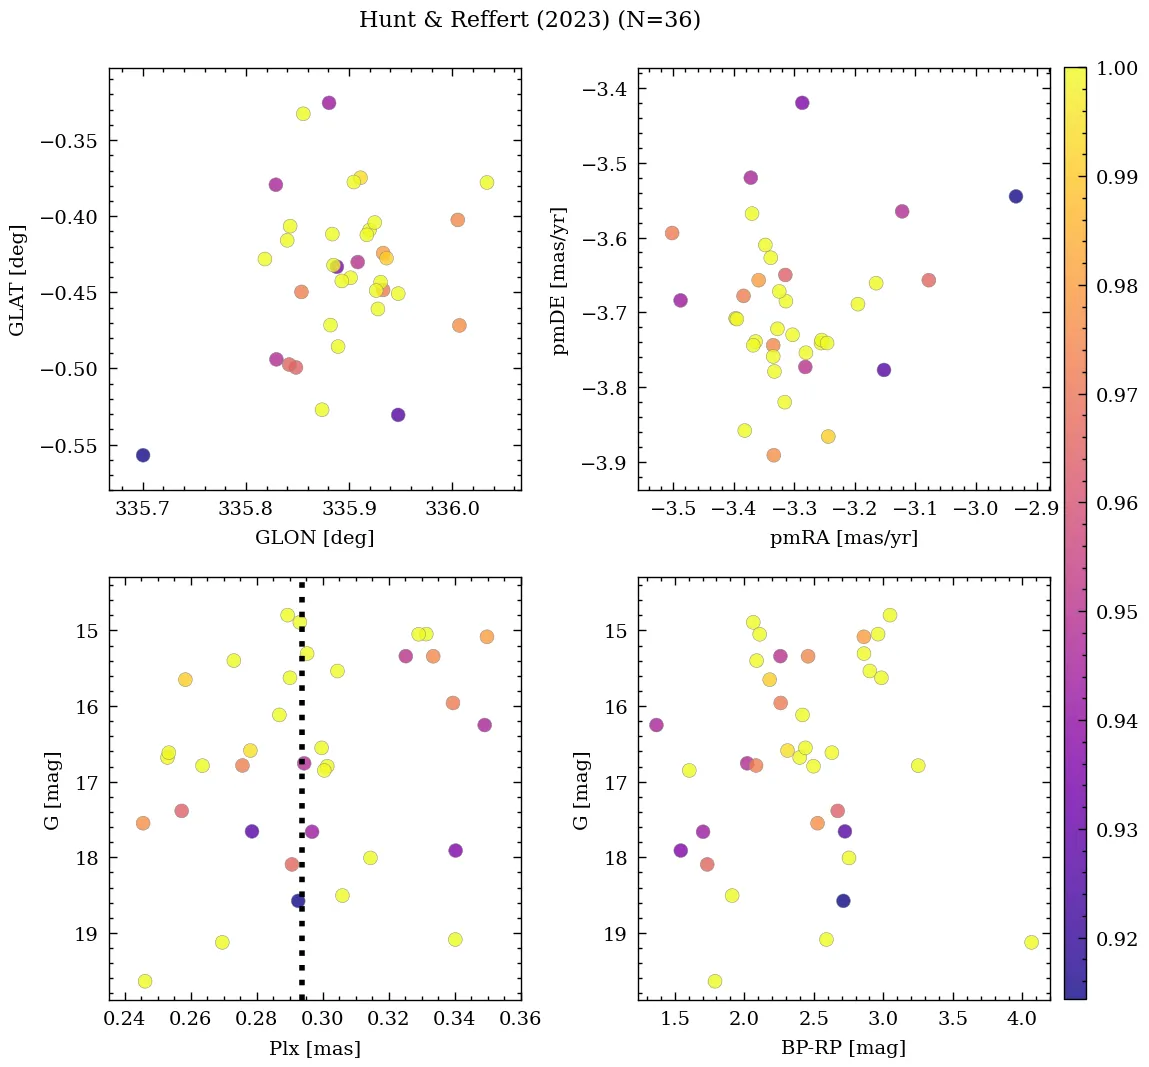 Hunt & Reffert (2023) (N=36)
−0.35
−0.40
−0.45
−0.50
−0.55
GLAT [deg]
335.7 335.8 335.9 336.0
GLON [deg]
−3.4
−3.5
−3.6
−3.7
−3.8
−3.9
pmDE [mas/yr]
−3.5 −3.4 −3.3 −3.2 −3.1 −3.0 −2.9
pmRA [mas/yr]
1.00
0.99
0.98
0.97
0.96
0.95
0.94
0.93
0.92
15
16
17
18
19
G [mag]
0.24 0.26 0.28 0.30 0.32 0.34 0.36
Plx [mas]
15
16
17
18
19
G [mag]
1.5 2.0 2.5 3.0 3.5 4.0
BP-RP [mag]